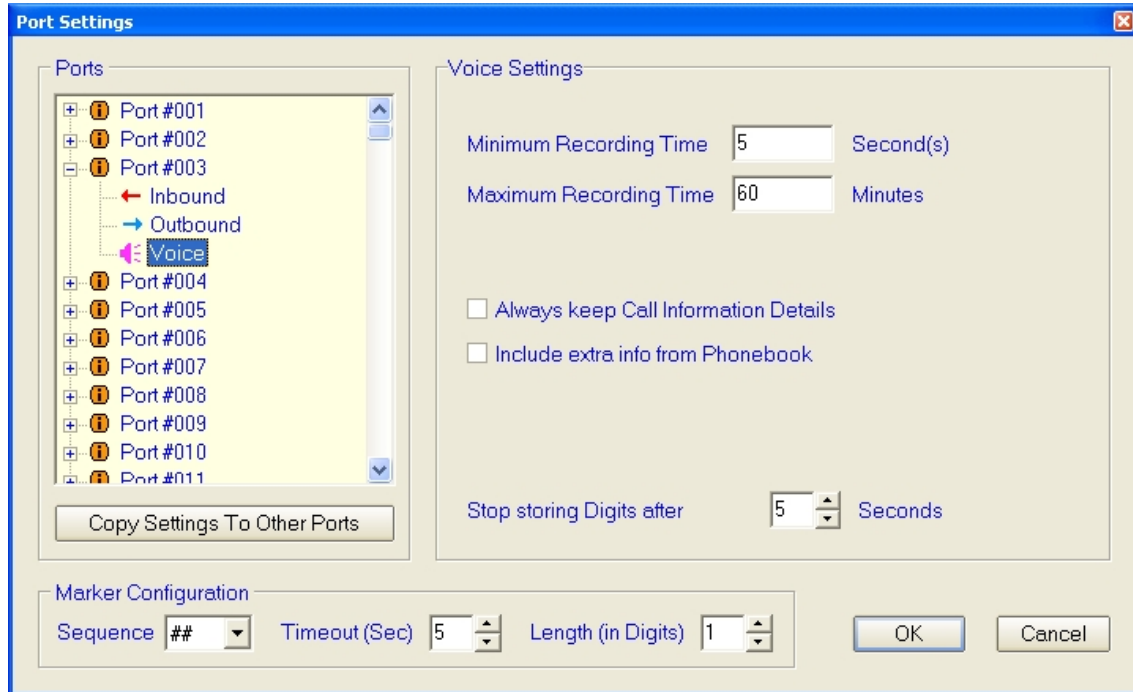 Port Settings
Ports
Port #001
Port #002
Port #003
Inbound
Outbound
Voice
Port #004
Port #005
Port #006
Port #007
Port #008
Port #009
Port #010
Port #011
Copy Settings To Other Ports
Voice Settings
Minimum Recording Time 5 Second(s)
Maximum Recording Time 60 Minutes
Always keep Call Information Details
Include extra info from Phonebook
Stop storing Digits after 5 Seconds
Marker Configuration
Sequence ## Timeout (Sec) 5 Length (in Digits) 1
OK Cancel